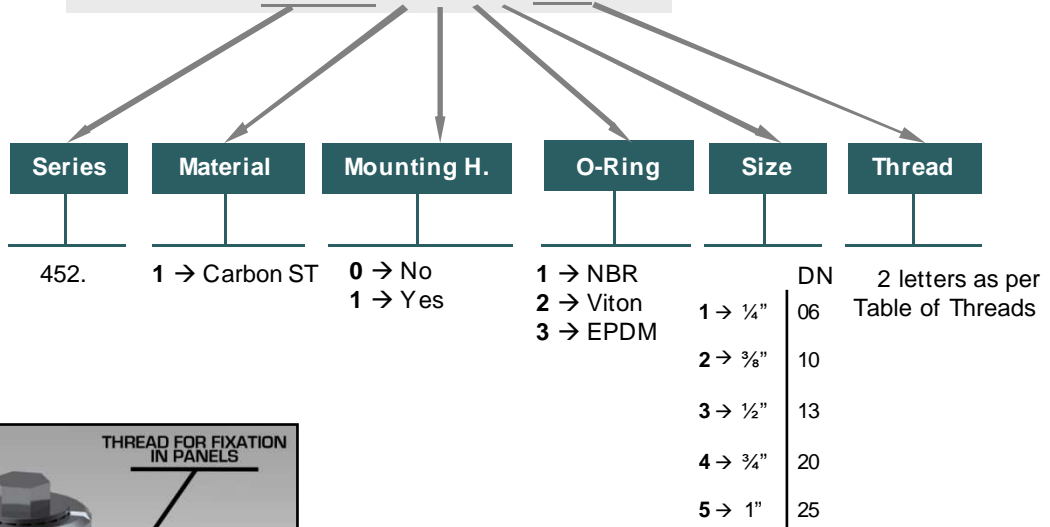 Series Material Mounting H. O-Ring Size Thread
452.
1 → Carbon ST
0 → No
1 → Yes
1 → NBR
2 → Viton
3 → EPDM
DN
1 → ¼” 06
2 → ⅜” 10
3 → ½” 13
4 → ¾” 20
5 → 1” 25
2 letters as per
Table of Threads
THREAD FOR FIXATION
IN PANELS